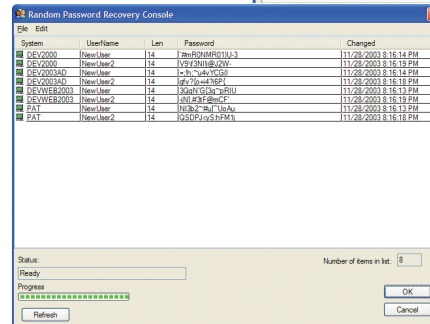 Random Password Recovery Console
File Edit
System UserName Len Password Changed
DEV2000 NewUser 14 11/28/2003 8:16:14 PM
DEV2000 NewUser2 14 11/28/2003 8:16:19 PM
DEV2003AD NewUser 14 11/28/2003 8:16:13 PM
DEV2003AD NewUser2 14 11/28/2003 8:16:18 PM
DEVWEB2003 NewUser 14 11/28/2003 8:16:13 PM
DEVWEB2003 NewUser2 14 11/28/2003 8:16:19 PM
PAT NewUser 14 11/28/2003 8:16:13 PM
PAT NewUser2 14 11/28/2003 8:16:18 PM
Status:
Number of items in list: 8
Ready
Progress
OK
Refresh
Cancel